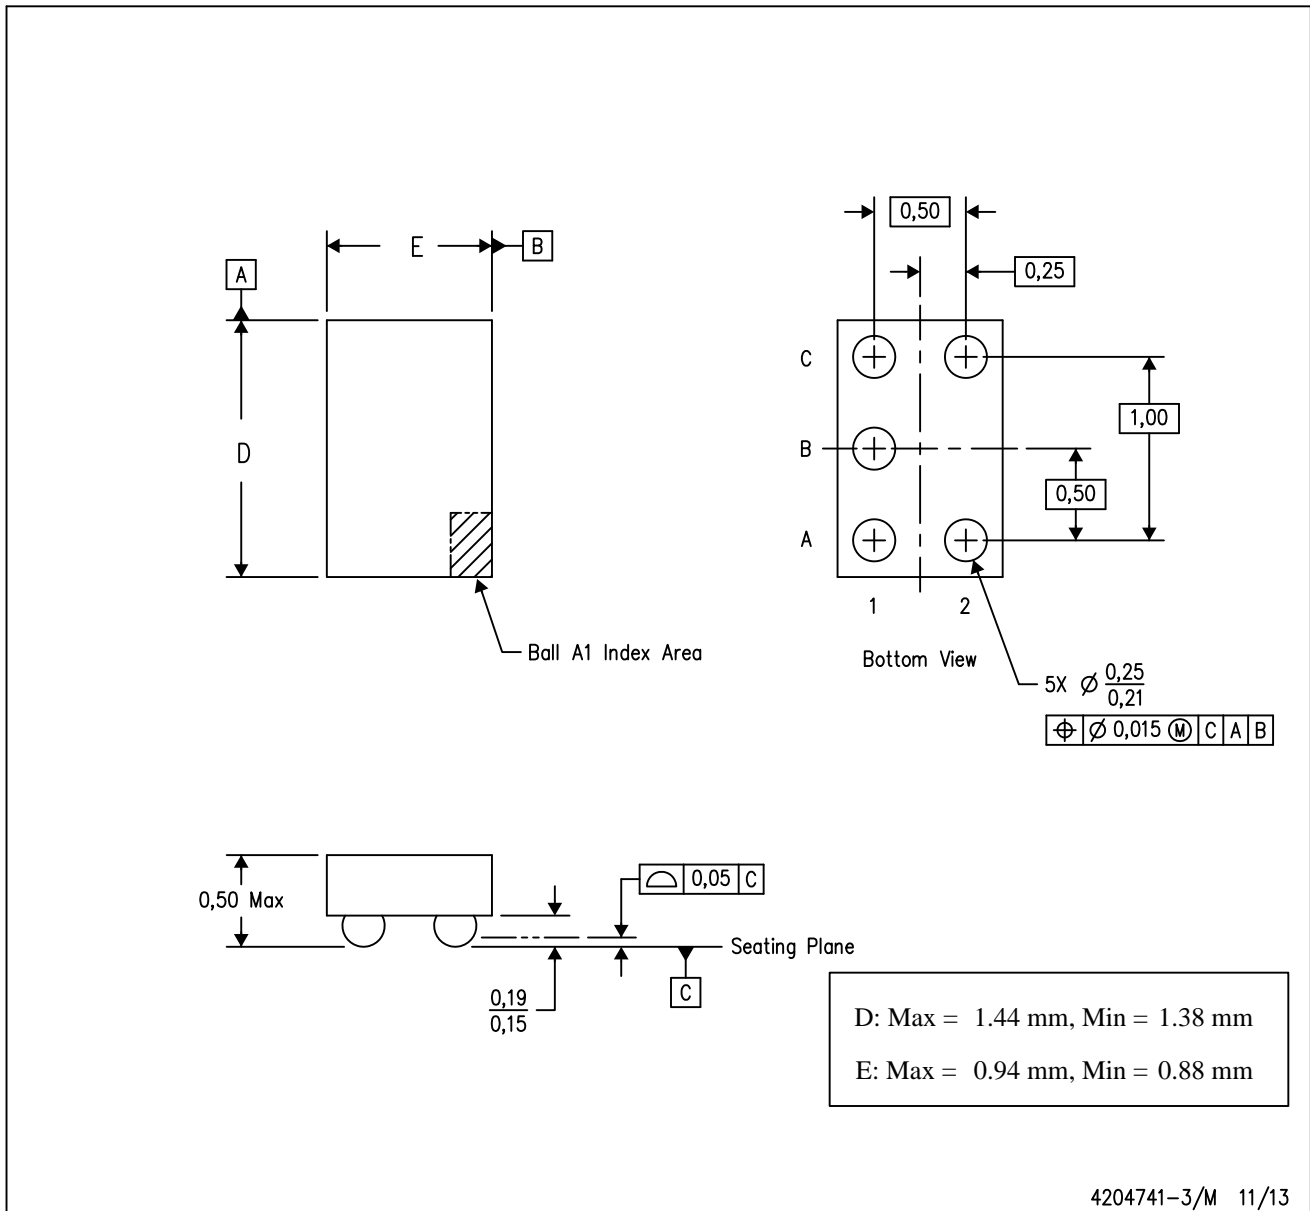 0,50
E
B
A
0,25
C
1,00
D
B
0,50
A
1
2
Ball A1 Index Area
Bottom View
5X Ø 0,25
0,21
⌖ Ø 0,015 Ⓜ C A B
0,05 C
0,50 Max
Seating Plane
C
0,19
0,15
D: Max = 1.44 mm, Min = 1.38 mm
E: Max = 0.94 mm, Min = 0.88 mm
4204741-3/M 11/13